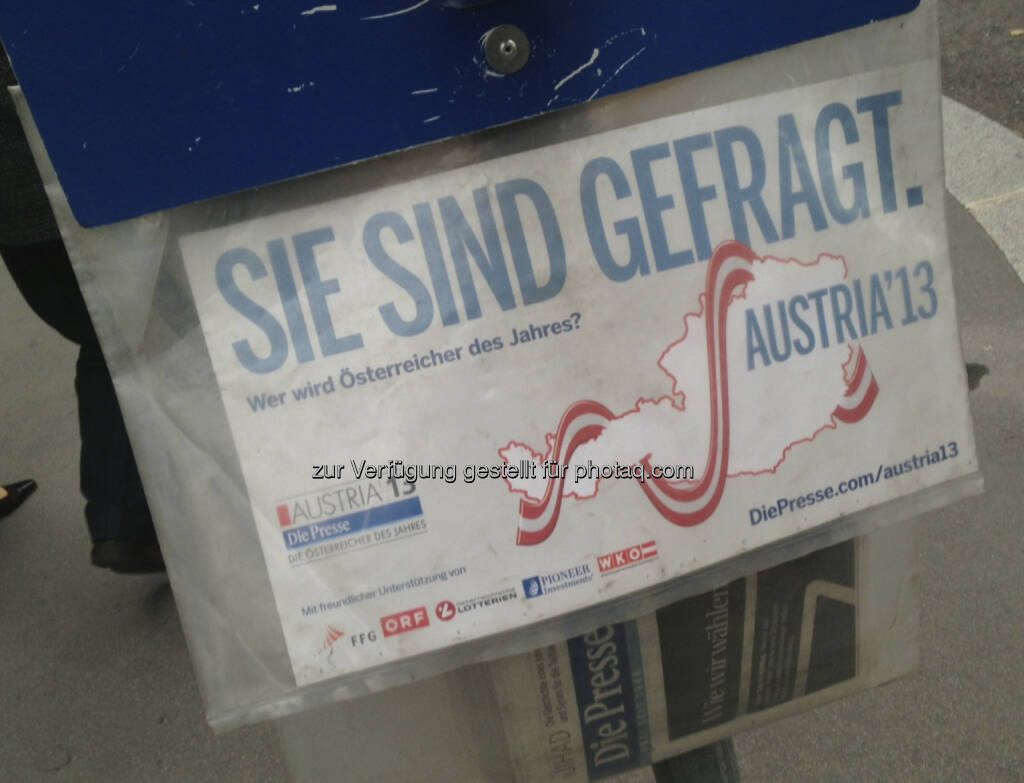 SIE SIND GEFRAGT.
Wer wird Österreicher des Jahres?
AUSTRIA'13
zur Verfügung gestellt für photaq.com
AUSTRIA 13
Die Presse
DIE ÖSTERREICHER DES JAHRES
DiePresse.com/austria13
Mit freundlicher Unterstützung von
FFG
ORF
österreichische
LOTTERIEN
PIONEER
Investments
WKO
Die Presse
Wie wir wählen